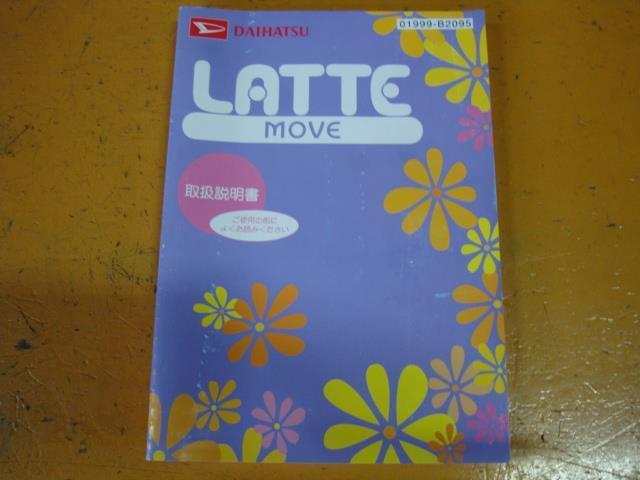 DAIHATSU
01999-B2095
LATTE
MOVE
取扱説明書
ご使用の前に
よくお読みください